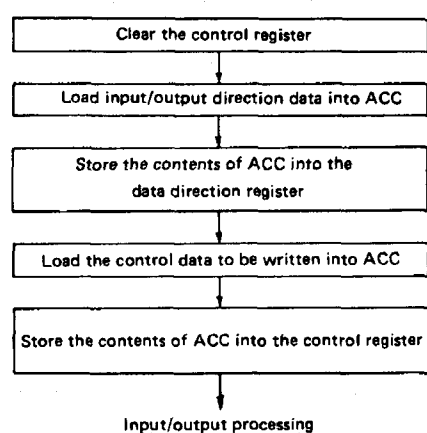 Clear the control register
Load input/output direction data into ACC
Store the contents of ACC into the
data direction register
Load the control data to be written into ACC
Store the contents of ACC into the control register
Input/output processing